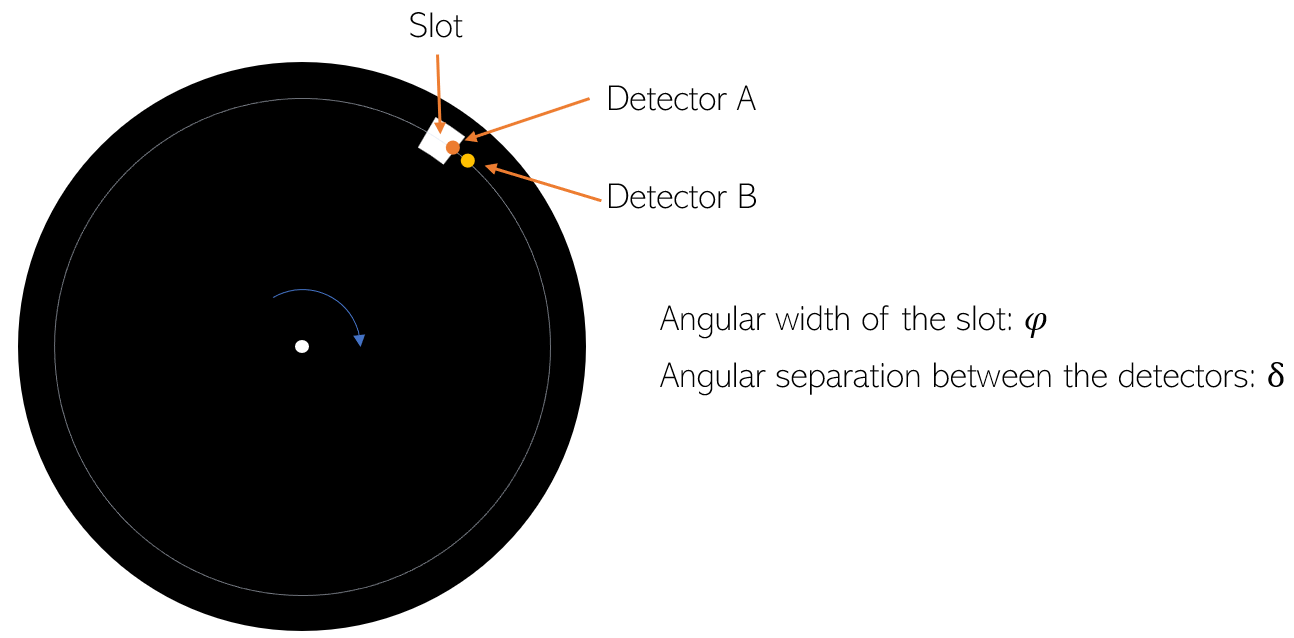 Slot
Detector A
Detector B
Angular width of the slot: φ
Angular separation between the detectors: δ